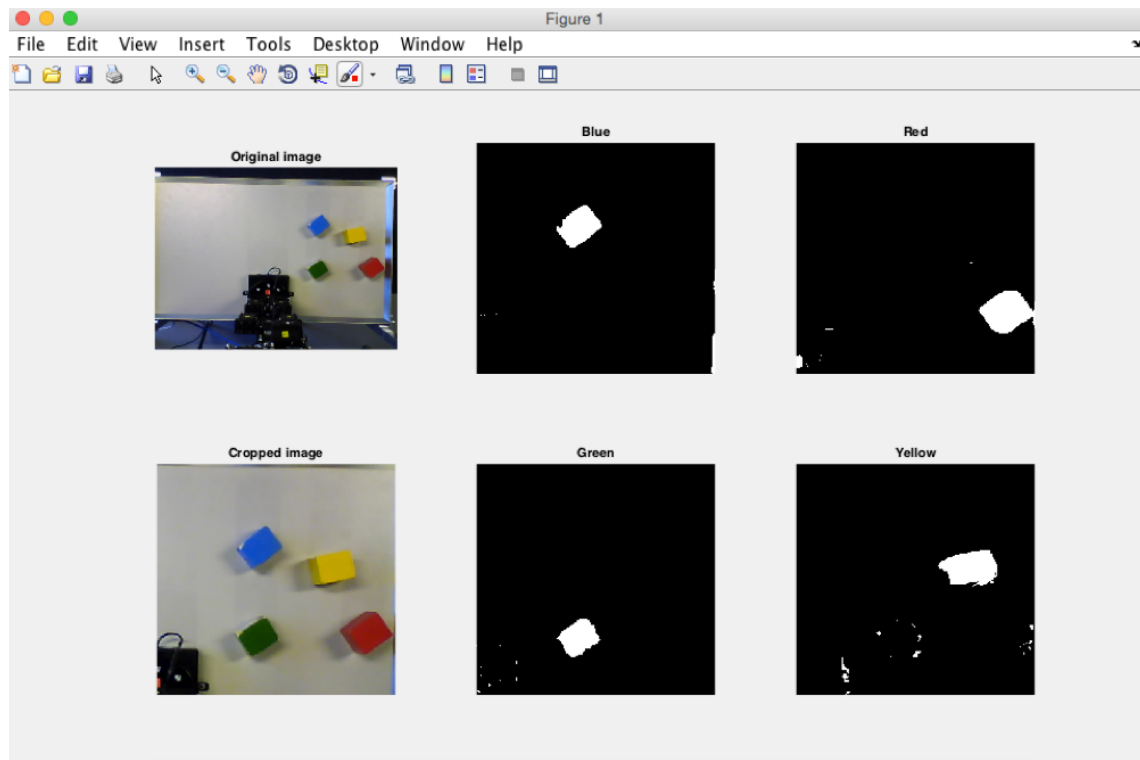 Figure 1
File Edit View Insert Tools Desktop Window Help
Original image
Blue
Red
Cropped image
Green
Yellow